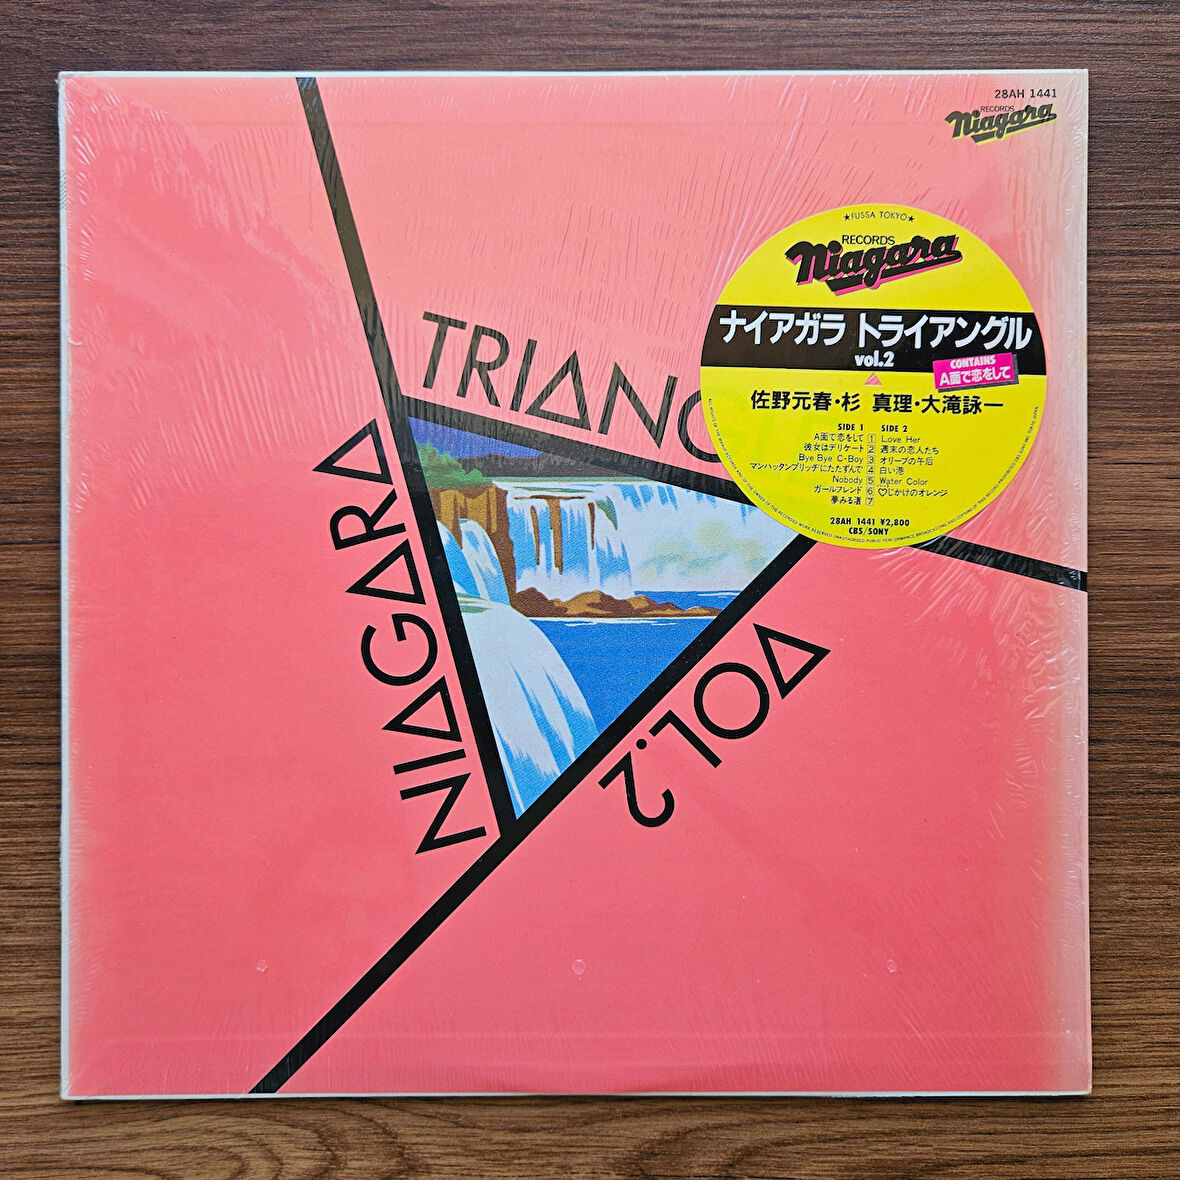 28AH 1441
RECORDS
Niagara
NIAGARA
TRIANG
VOL.2
★FUSSA TOKYO★
RECORDS
Niagara
ナイアガラ トライアングル
vol.2
CONTAINS
A面で恋をして
佐野元春・杉 真理・大滝詠一
SIDE 1 SIDE 2
A面で恋をして 1 Love Her
彼女はデリケート 2 週末の恋人たち
Bye Bye C-Boy 3 オリーブの午后
マンハッタンブリッヂにたたずんで 4 白い港
Nobody 5 Water Color
ガールフレンド 6 ♡じかけのオレンジ
夢みる渚 7
28AH 1441 ¥2,800
CBS/SONY